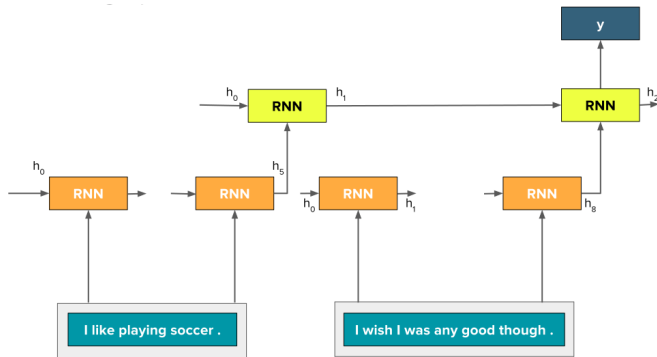 y
h0
RNN
h1
RNN
h2
h0
RNN
RNN
h5
h0
RNN
h1
RNN
h8
I like playing soccer .
I wish I was any good though .